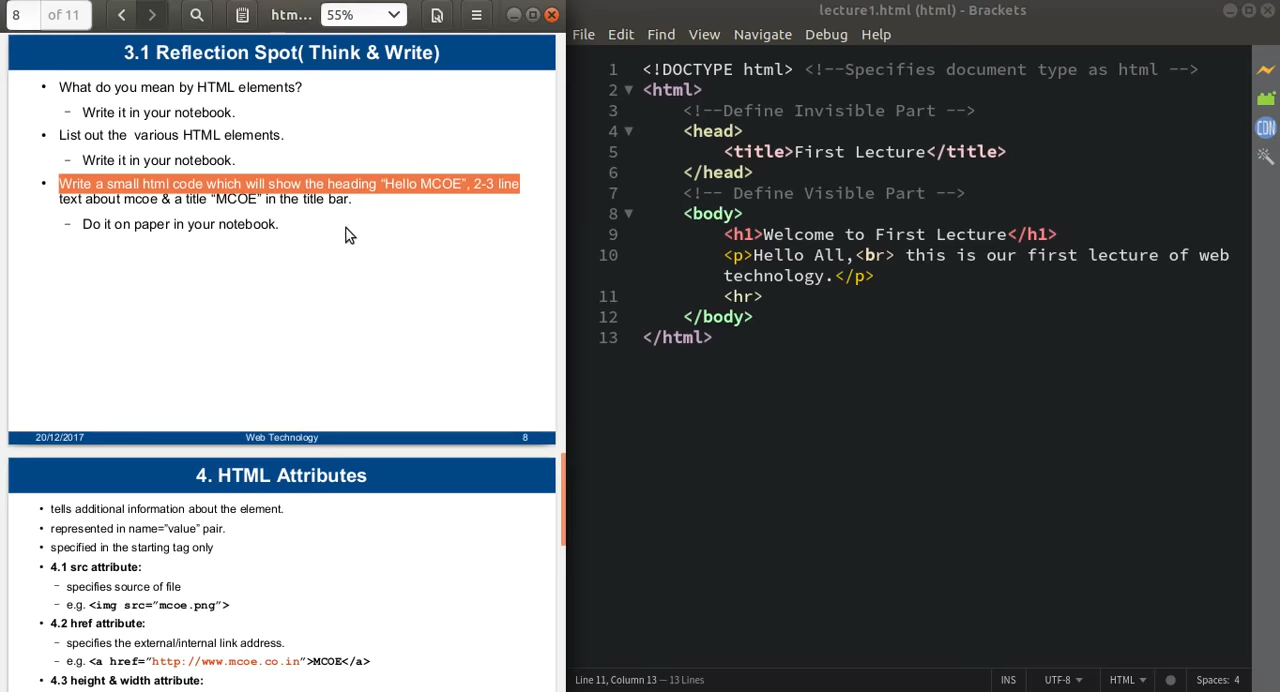 8 of 11 htm... 55%
3.1 Reflection Spot( Think & Write)
• What do you mean by HTML elements?
– Write it in your notebook.
• List out the various HTML elements.
– Write it in your notebook.
• Write a small html code which will show the heading “Hello MCOE”, 2-3 line
text about mcoe & a title “MCOE” in the title bar.
– Do it on paper in your notebook.
20/12/2017 Web Technology 8
4. HTML Attributes
• tells additional information about the element.
• represented in name=”value” pair.
• specified in the starting tag only
• 4.1 src attribute:
– specifies source of file
– e.g. <img src=”mcoe.png”>
• 4.2 href attribute:
– specifies the external/internal link address.
– e.g. <a href=”http://www.mcoe.co.in”>MCOE</a>
• 4.3 height & width attribute:
lecture1.html (html) - Brackets
File Edit Find View Navigate Debug Help
1 <!DOCTYPE html> <!--Specifies document type as html -->
2 <html>
3 <!--Define Invisible Part -->
4 <head>
5 <title>First Lecture</title>
6 </head>
7 <!-- Define Visible Part -->
8 <body>
9 <h1>Welcome to First Lecture</h1>
10 <p>Hello All,<br> this is our first lecture of web
technology.</p>
11 <hr>
12 </body>
13 </html>
CDN
Line 11, Column 13 — 13 Lines INS UTF-8 HTML Spaces: 4